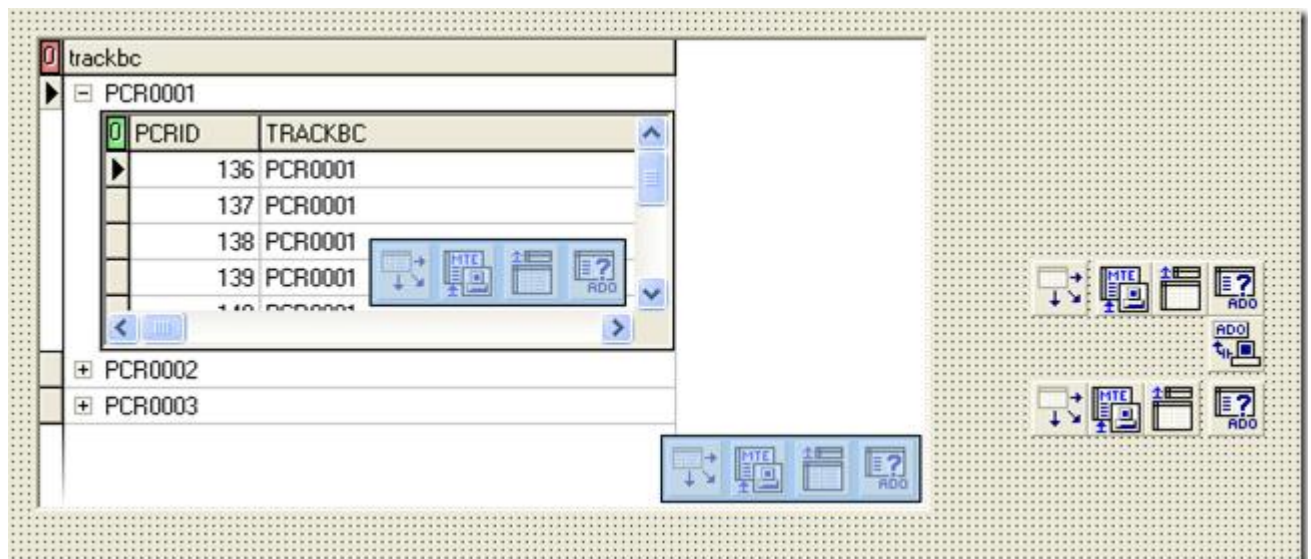 0 trackbc
PCR0001
0 PCRID TRACKBC
136 PCR0001
137 PCR0001
138 PCR0001
139 PCR0001
MTE ADO
MTE ADO
ADO
PCR0002
PCR0003
MTE ADO
MTE ADO